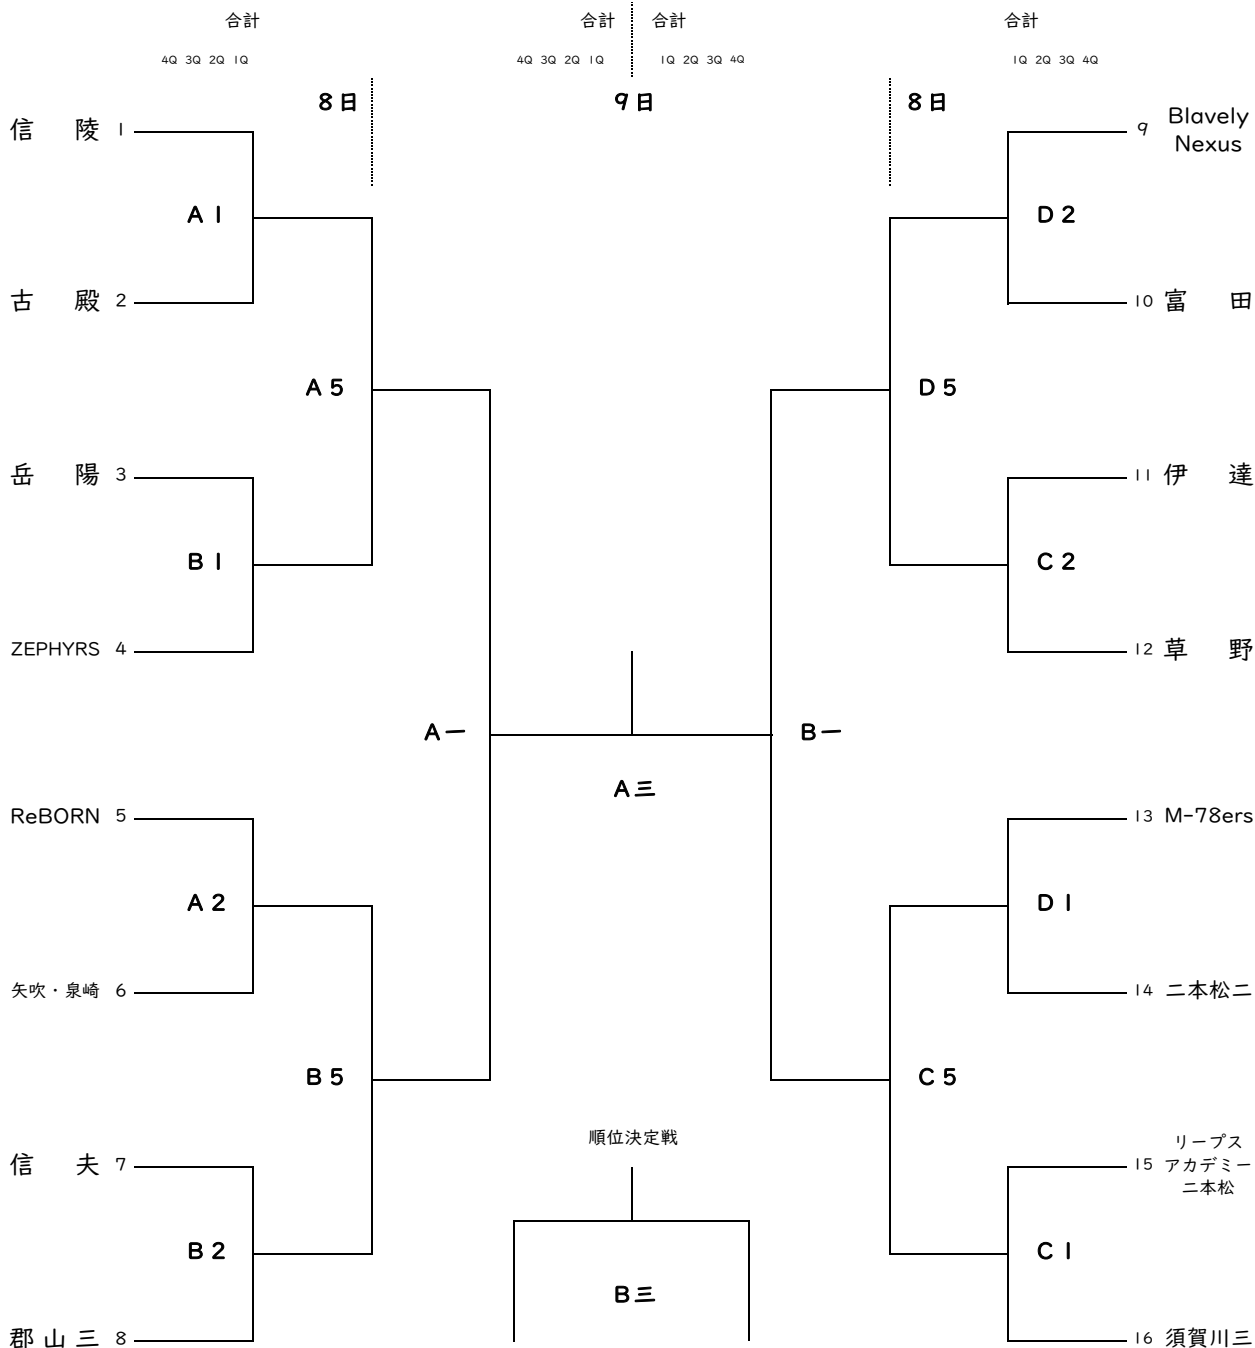 合計 合計 合計 合計
4Q 3Q 2Q 1Q 4Q 3Q 2Q 1Q 1Q 2Q 3Q 4Q 1Q 2Q 3Q 4Q
8日 9日 8日
信 陵 1 9 Blavely
Nexus
A1 D2
古 殿 2 10 富 田
A5 D5
岳 陽 3 11 伊 達
B1 C2
ZEPHYRS 4 12 草 野
A一 B一
A三
ReBORN 5 13 M-78ers
A2 D1
矢吹・泉崎 6 14 二本松二
B5 C5
順位決定戦
信 夫 7 15 リープス
アカデミー
二本松
B2 C1
B三
郡山三 8 16 須賀川三